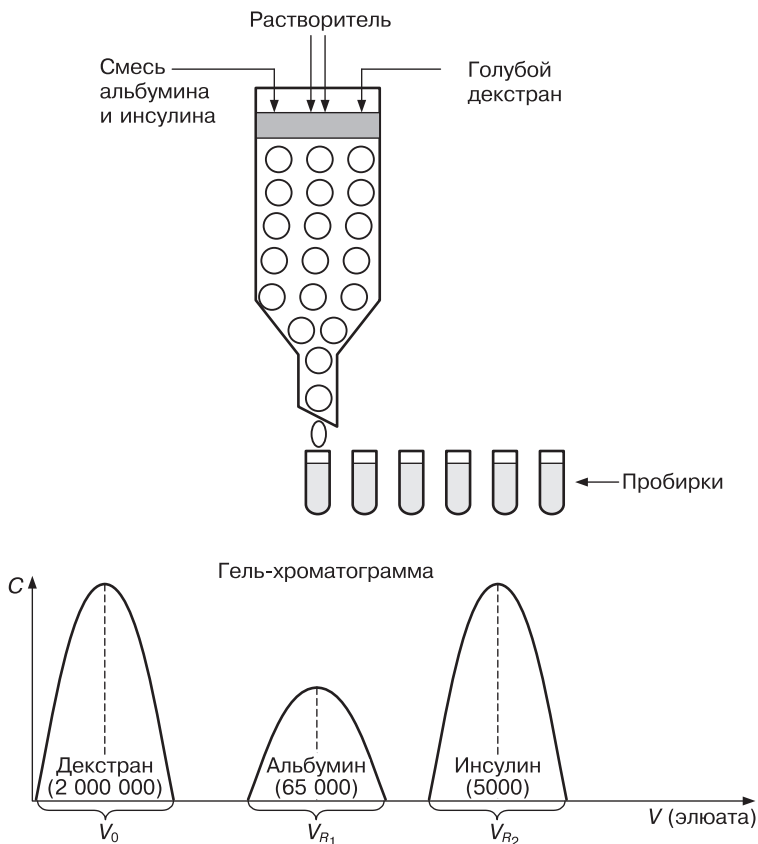 Растворитель
Смесь
альбумина
и инсулина
Голубой
декстран
Пробирки
Гель-хроматограмма
C
Декстран
(2 000 000)
Альбумин
(65 000)
Инсулин
(5000)
V (элюата)
V0
VR1
VR2